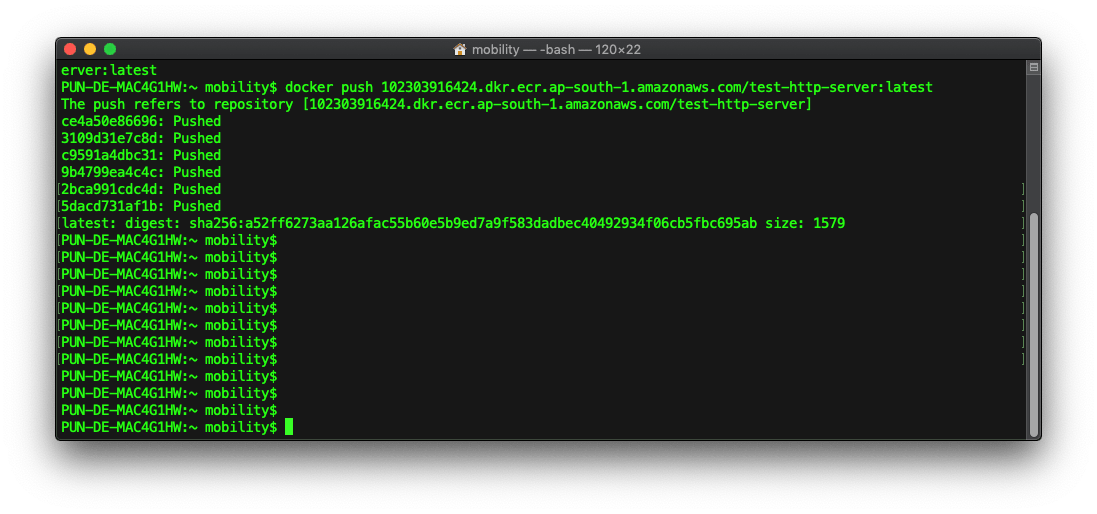 mobility — -bash — 120×22
erver:latest
PUN-DE-MAC4G1HW:~ mobility$ docker push 102303916424.dkr.ecr.ap-south-1.amazonaws.com/test-http-server:latest
The push refers to repository [102303916424.dkr.ecr.ap-south-1.amazonaws.com/test-http-server]
ce4a50e86696: Pushed
3109d31e7c8d: Pushed
c9591a4dbc31: Pushed
9b4799ea4c4c: Pushed
[2bca991cdc4d: Pushed ]
[5dacd731af1b: Pushed ]
[latest: digest: sha256:a52ff6273aa126afac55b60e5b9ed7a9f583dadbec40492934f06cb5fbc695ab size: 1579 ]
[PUN-DE-MAC4G1HW:~ mobility$ ]
[PUN-DE-MAC4G1HW:~ mobility$ ]
[PUN-DE-MAC4G1HW:~ mobility$ ]
[PUN-DE-MAC4G1HW:~ mobility$ ]
[PUN-DE-MAC4G1HW:~ mobility$ ]
[PUN-DE-MAC4G1HW:~ mobility$ ]
[PUN-DE-MAC4G1HW:~ mobility$ ]
[PUN-DE-MAC4G1HW:~ mobility$ ]
PUN-DE-MAC4G1HW:~ mobility$
PUN-DE-MAC4G1HW:~ mobility$
PUN-DE-MAC4G1HW:~ mobility$
PUN-DE-MAC4G1HW:~ mobility$